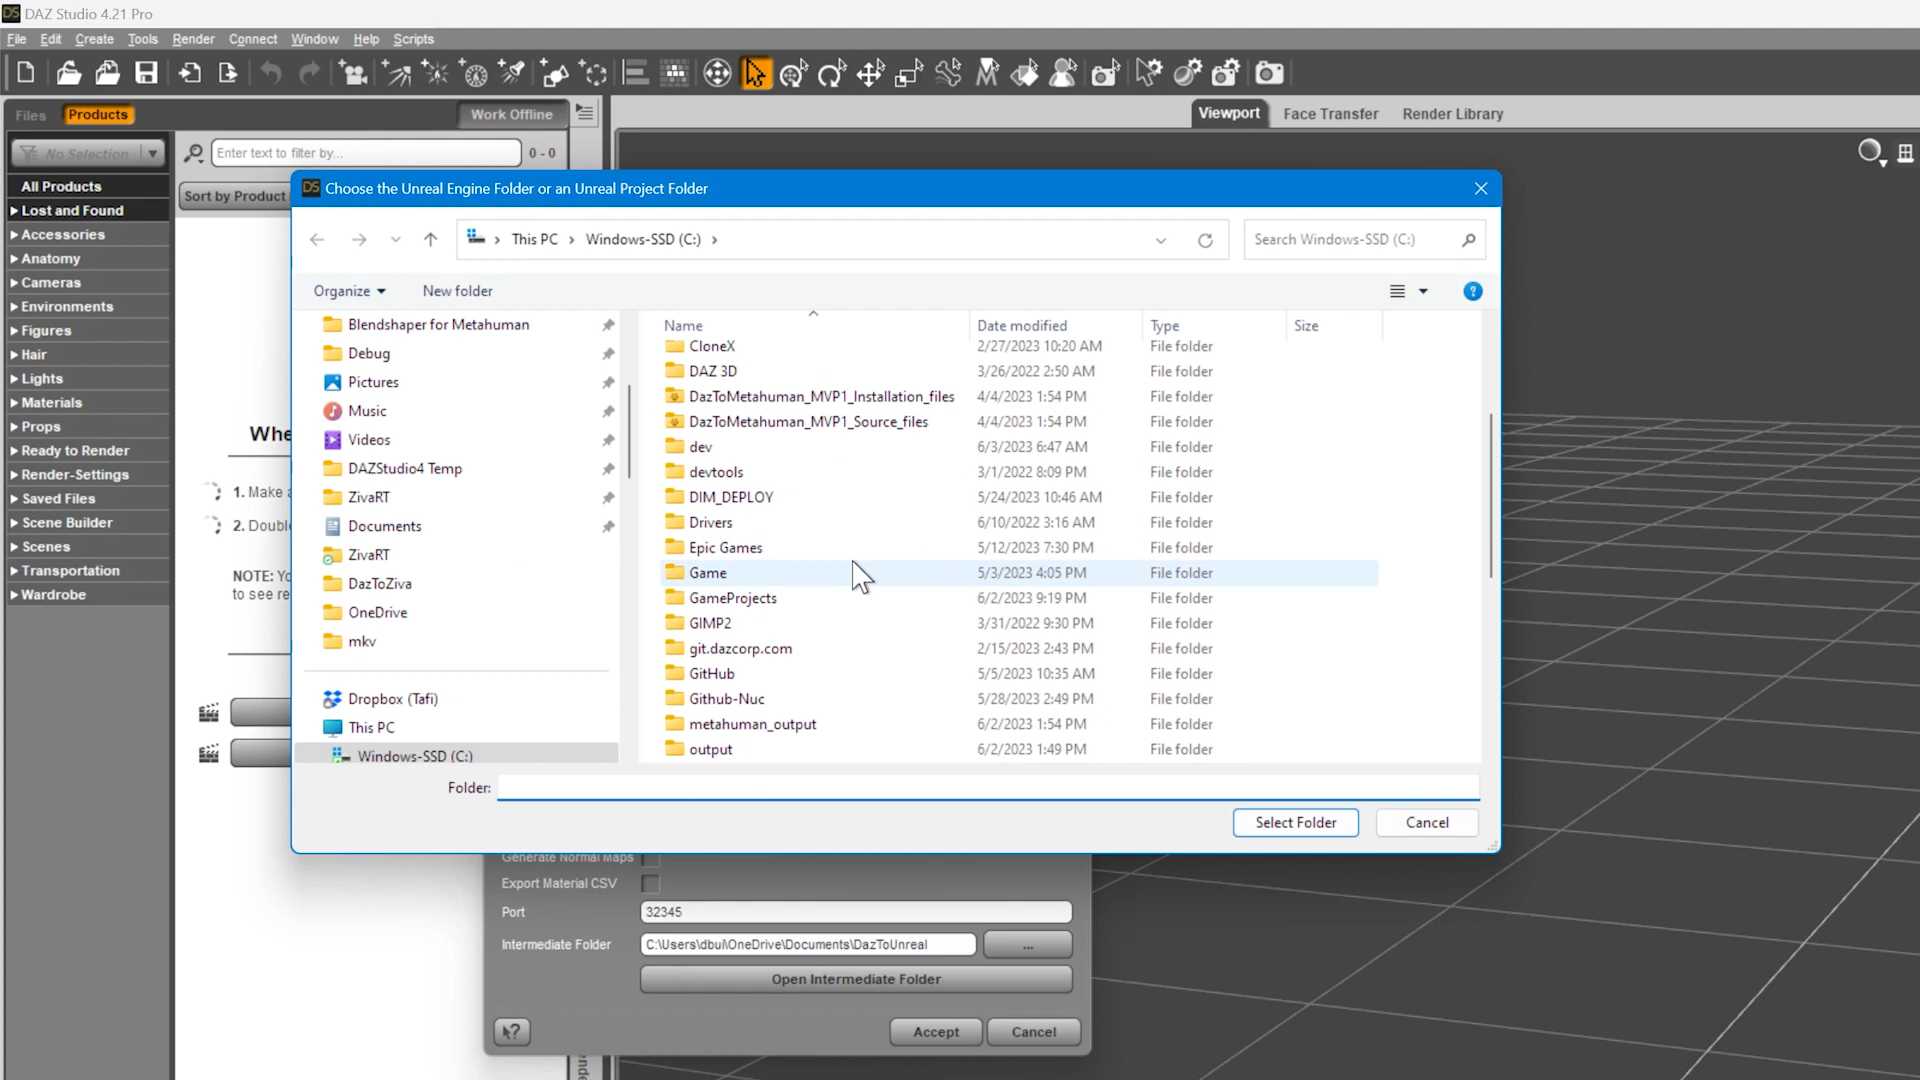 DS DAZ Studio 4.21 Pro
File Edit Create Tools Render Connect Window Help Scripts
Files Products Work Offline
Viewport Face Transfer Render Library
No Selection
Enter text to filter by...
0 - 0
All Products
Lost and Found
Accessories
Anatomy
Cameras
Environments
Figures
Hair
Lights
Materials
Props
Ready to Render
Render-Settings
Saved Files
Scene Builder
Scenes
Transportation
Wardrobe
Sort by Product
Whe
1. Make
2. Doubl
NOTE: Yo
to see re
DS Choose the Unreal Engine Folder or an Unreal Project Folder
This PC > Windows-SSD (C:) >
Search Windows-SSD (C:)
Organize New folder
?
Blendshaper for Metahuman
Debug
Pictures
Music
Videos
DAZStudio4 Temp
ZivaRT
Documents
ZivaRT
DazToZiva
OneDrive
mkv
Dropbox (Tafi)
This PC
Windows-SSD (C:)
Name Date modified Type Size
CloneX 2/27/2023 10:20 AM File folder
DAZ 3D 3/26/2022 2:50 AM File folder
DazToMetahuman_MVP1_Installation_files 4/4/2023 1:54 PM File folder
DazToMetahuman_MVP1_Source_files 4/4/2023 1:54 PM File folder
dev 6/3/2023 6:47 AM File folder
devtools 3/1/2022 8:09 PM File folder
DIM_DEPLOY 5/24/2023 10:46 AM File folder
Drivers 6/10/2022 3:16 AM File folder
Epic Games 5/12/2023 7:30 PM File folder
Game 5/3/2023 4:05 PM File folder
GameProjects 6/2/2023 9:19 PM File folder
GIMP2 3/31/2022 9:30 PM File folder
git.dazcorp.com 2/15/2023 2:43 PM File folder
GitHub 5/5/2023 10:35 AM File folder
Github-Nuc 5/28/2023 2:49 PM File folder
metahuman_output 6/2/2023 1:54 PM File folder
output 6/2/2023 1:49 PM File folder
Folder:
Select Folder Cancel
Generate Normal Maps
Export Material CSV
Port 32345
Intermediate Folder C:\Users\dbui\OneDrive\Documents\DazToUnreal ...
Open Intermediate Folder
? Accept Cancel